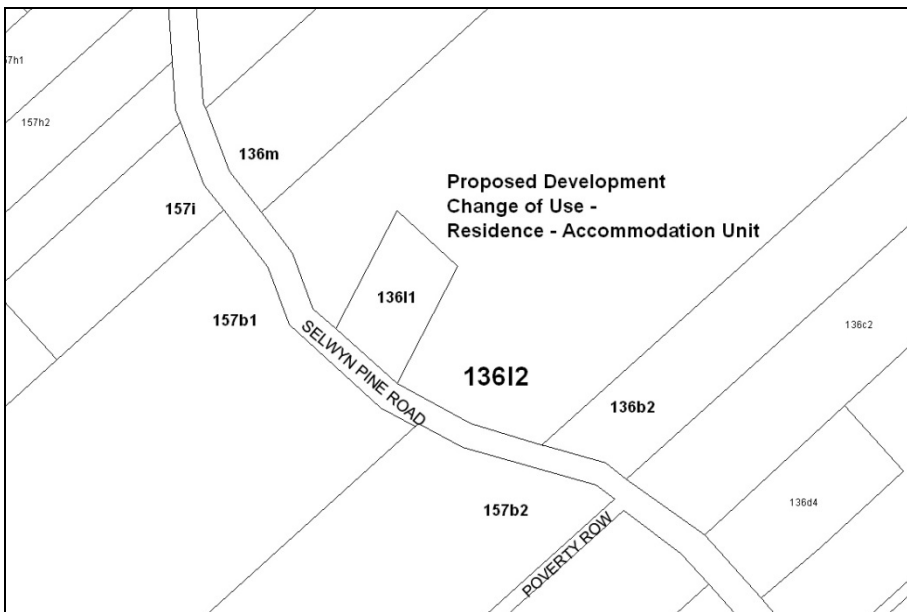 57h1
157h2
136m
Proposed Development
Change of Use -
Residence - Accommodation Unit
157i
136l1
157b1
SELWYN PINE ROAD
136c2
136l2
136b2
157b2
136d4
POVERTY ROW